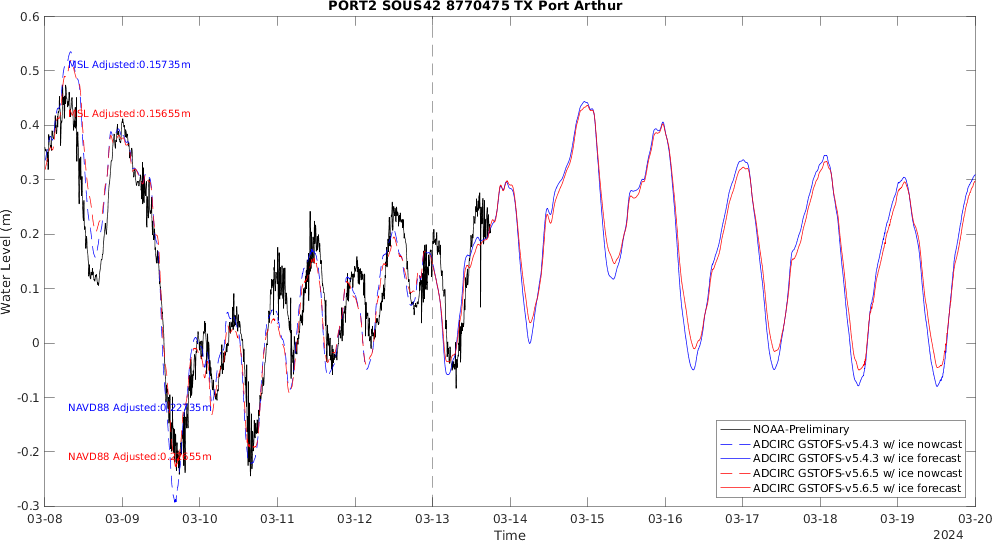 PORT2 SOUS42 8770475 TX Port Arthur
0.6
0.5
0.4
0.3
0.2
0.1
0
-0.1
-0.2
-0.3
Water Level (m)
MSL Adjusted:0.15735m
MSL Adjusted:0.15655m
NAVD88 Adjusted:0.22735m
NAVD88 Adjusted:
NOAA-Preliminary
ADCIRC GSTOFS-v5.4.3 w/ ice nowcast
ADCIRC GSTOFS-v5.4.3 w/ ice forecast
ADCIRC GSTOFS-v5.6.5 w/ ice nowcast
ADCIRC GSTOFS-v5.6.5 w/ ice forecast
03-08 03-09 03-10 03-11 03-12 03-13 03-14 03-15 03-16 03-17 03-18 03-19 03-20
Time
2024